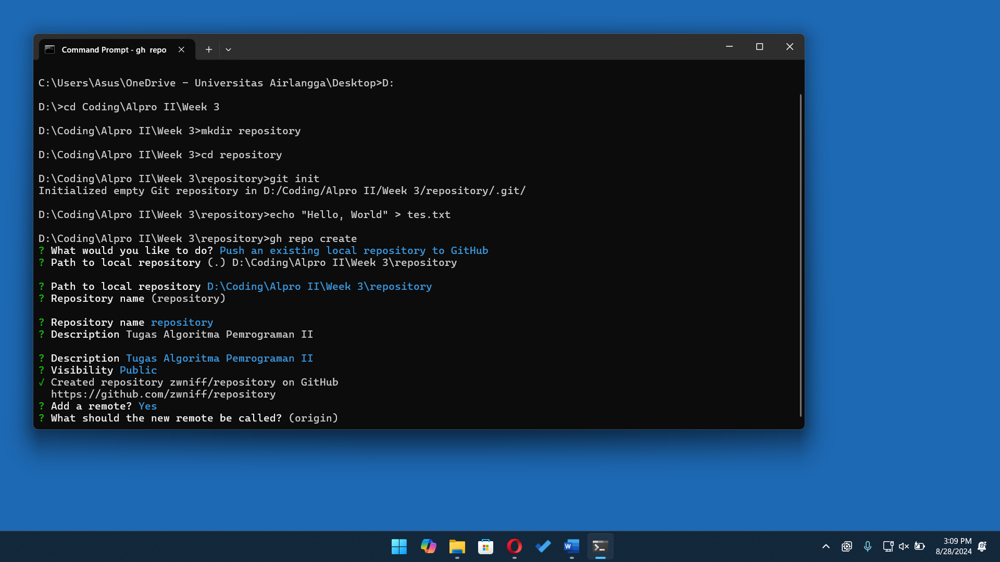 Command Prompt - gh repo
C:\Users\Asus\OneDrive - Universitas Airlangga\Desktop>D:
D:\>cd Coding\Alpro II\Week 3
D:\Coding\Alpro II\Week 3>mkdir repository
D:\Coding\Alpro II\Week 3>cd repository
D:\Coding\Alpro II\Week 3\repository>git init
Initialized empty Git repository in D:/Coding/Alpro II/Week 3/repository/.git/
D:\Coding\Alpro II\Week 3\repository>echo "Hello, World" > tes.txt
D:\Coding\Alpro II\Week 3\repository>gh repo create
? What would you like to do? Push an existing local repository to GitHub
? Path to local repository (.) D:\Coding\Alpro II\Week 3\repository
? Path to local repository D:\Coding\Alpro II\Week 3\repository
? Repository name (repository)
? Repository name repository
? Description Tugas Algoritma Pemrograman II
? Description Tugas Algoritma Pemrograman II
? Visibility Public
√ Created repository zwniff/repository on GitHub
https://github.com/zwniff/repository
? Add a remote? Yes
? What should the new remote be called? (origin)
3:09 PM
8/28/2024